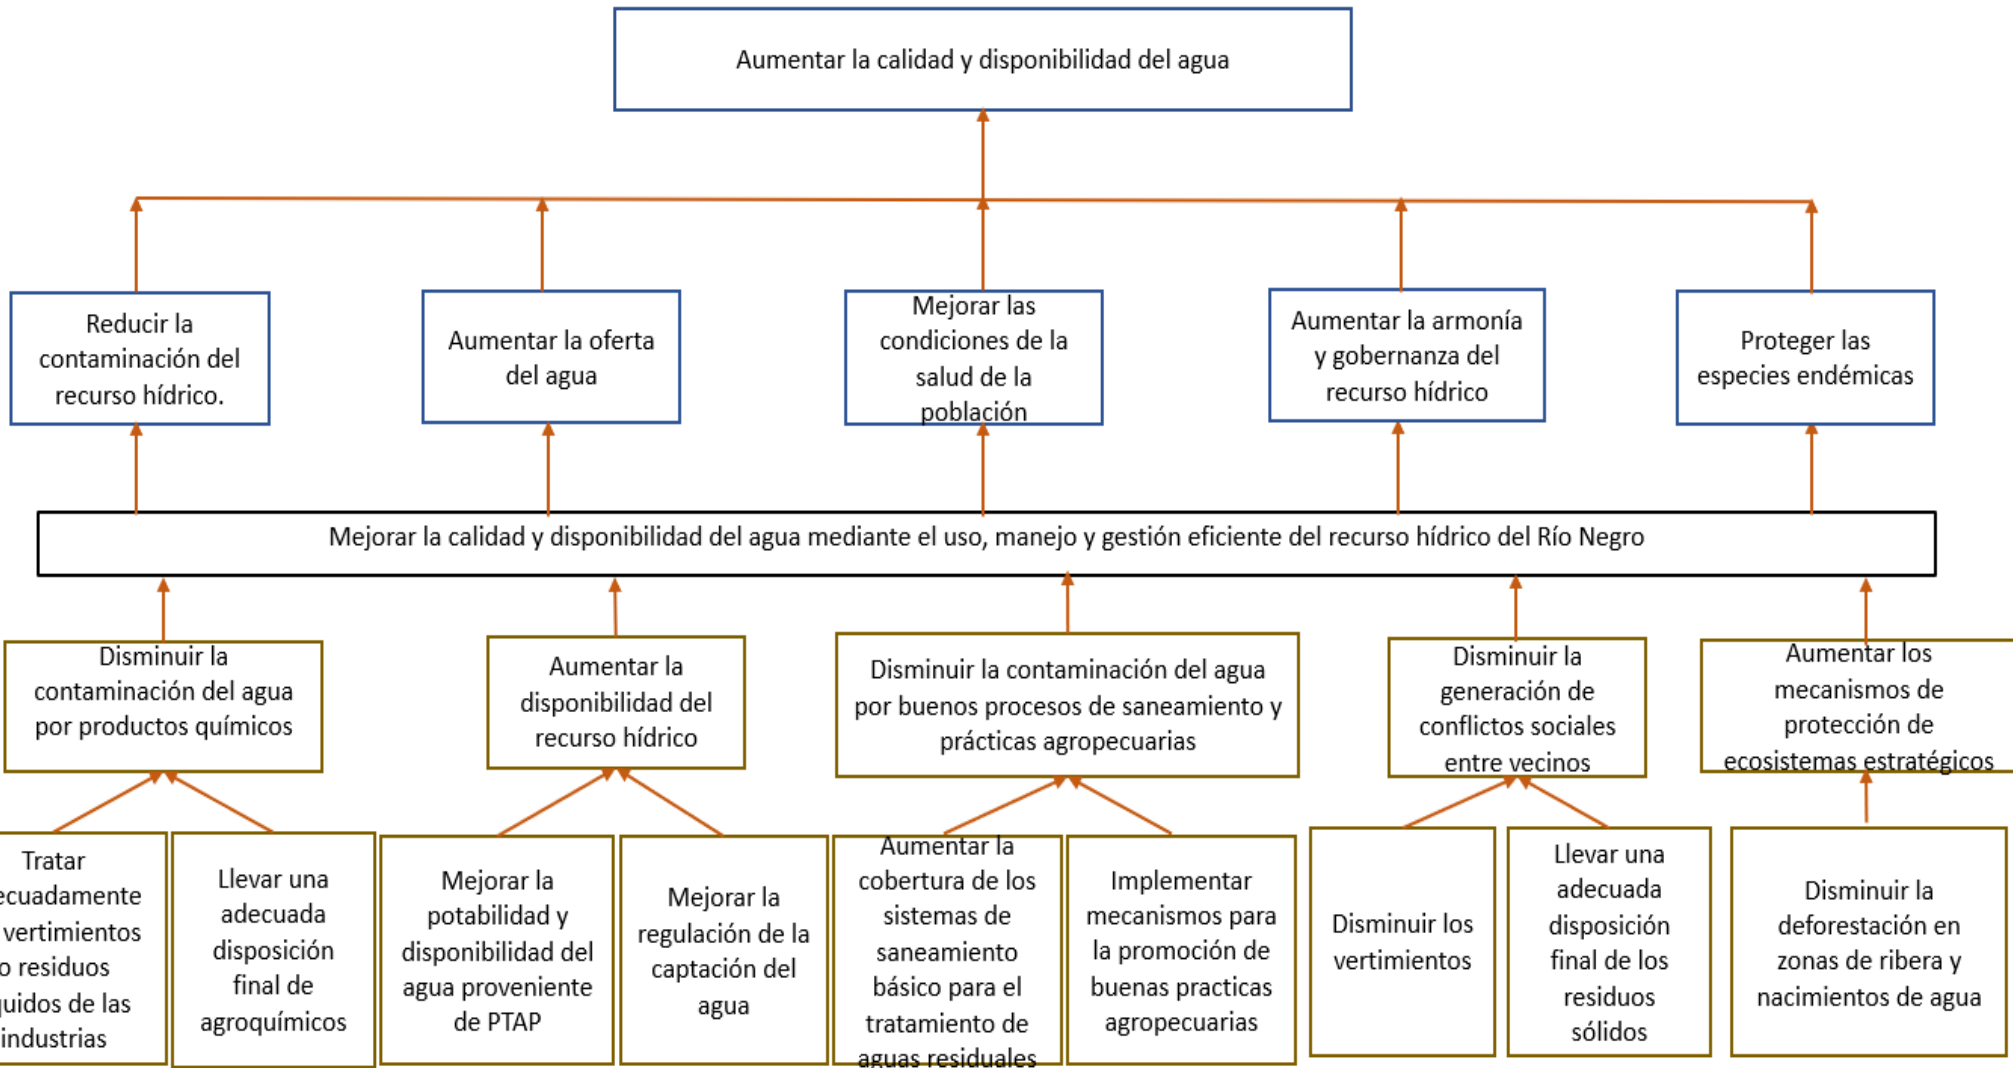 Aumentar la calidad y disponibilidad del agua
Reducir la
contaminación del
recurso hídrico.
Aumentar la oferta
del agua
Mejorar las
condiciones de la
salud de la
población
Aumentar la armonía
y gobernanza del
recurso hídrico
Proteger las
especies endémicas
Mejorar la calidad y disponibilidad del agua mediante el uso, manejo y gestión eficiente del recurso hídrico del Río Negro
Disminuir la
contaminación del agua
por productos químicos
Aumentar la
disponibilidad del
recurso hídrico
Disminuir la contaminación del agua
por buenos procesos de saneamiento y
prácticas agropecuarias
Disminuir la
generación de
conflictos sociales
entre vecinos
Aumentar los
mecanismos de
protección de
ecosistemas estratégicos
Tratar
vertimientos
o residuos
de las
industrias
Llevar una
adecuada
disposición
final de
agroquímicos
Mejorar la
potabilidad y
disponibilidad del
agua proveniente
de PTAP
Mejorar la
regulación de la
captación del
agua
Aumentar la
cobertura de los
sistemas de
saneamiento
básico para el
tratamiento de
aguas residuales
Implementar
mecanismos para
la promoción de
buenas practicas
agropecuarias
Disminuir los
vertimientos
Llevar una
adecuada
disposición
final de los
residuos
sólidos
Disminuir la
deforestación en
zonas de ribera y
nacimientos de agua